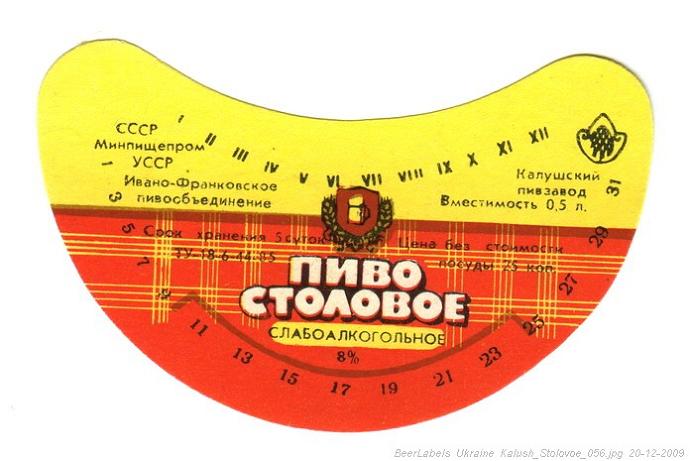 СССР
Минпищепром
УССР
Ивано-Франковское
пивообъединение
I II III IV V VI VII VIII IX X XI XII
Калушский
пивзавод
Вместимость 0,5 л.
Срок хранения 5 суток
ТУ-18-6-44-85
Цена без стоимости
посуды 25 коп.
ПИВО
СТОЛОВОЕ
СЛАБОАЛКОГОЛЬНОЕ
8%
1 3 5 7 9 11 13 15 17 19 21 23 25 27 29 31
BeerLabels Ukraine Kalush_Stolovoe_056.jpg 20-12-2009